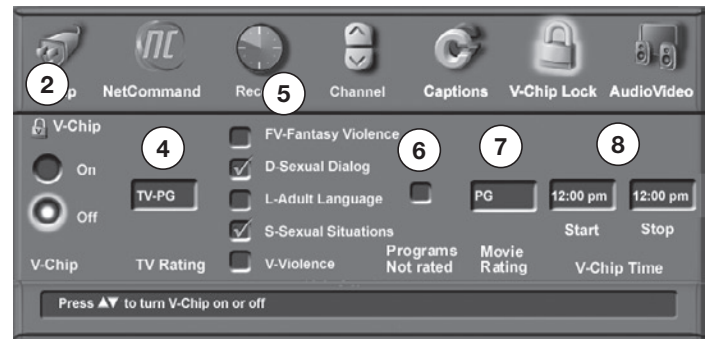 2 p NetCommand Rec 5 Channel Captions V-Chip Lock AudioVideo
V-Chip
On
Off
V-Chip
4
TV-PG
TV Rating
FV-Fantasy Violence
D-Sexual Dialog
L-Adult Language
S-Sexual Situations
V-Violence
6
Programs
Not rated
7
PG
Movie
Rating
8
12:00 pm 12:00 pm
Start Stop
V-Chip Time
Press ▲▼ to turn V-Chip on or off